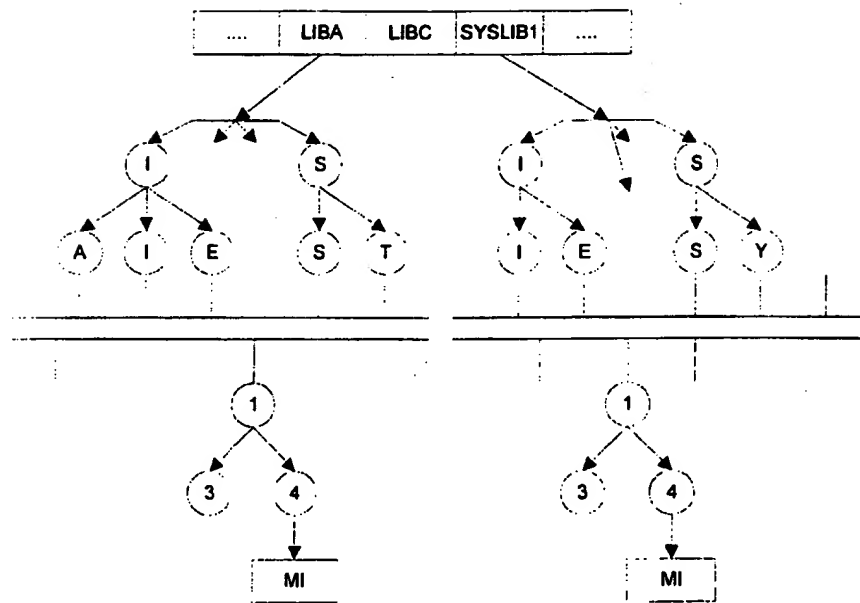 .... LIBA LIBC SYSLIB1 ....
I S I S
A I E S T I E S Y
1 1
3 4 3 4
MI MI